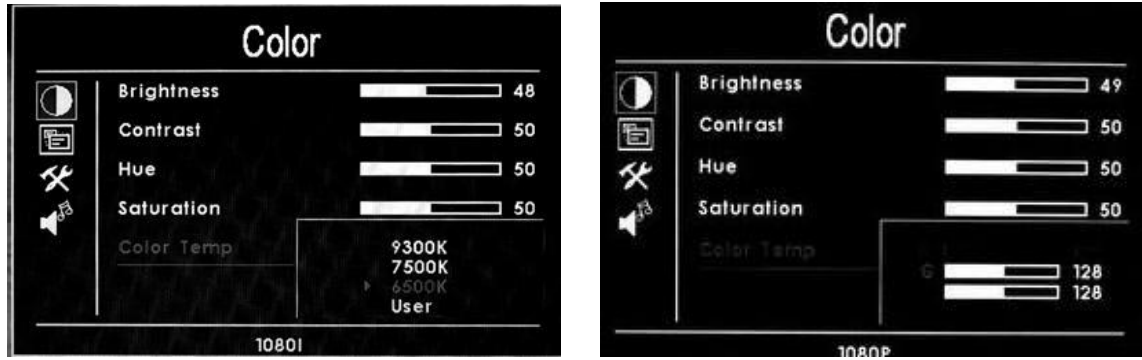 Color
Brightness 48
Contrast 50
Hue 50
Saturation 50
Color Temp
9300K
7500K
6500K
User
1080I
Color
Brightness 49
Contrast 50
Hue 50
Saturation 50
Color Temp
G 128
128
1080P